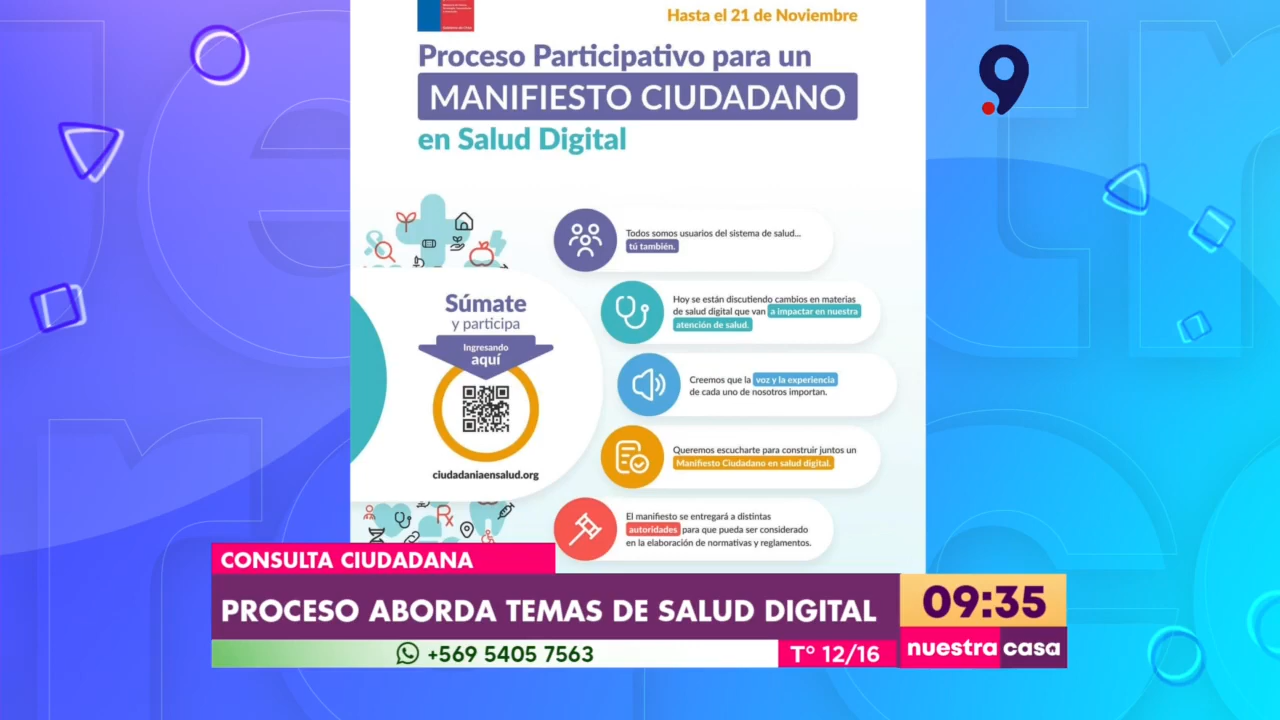 Hasta el 21 de Noviembre
Proceso Participativo para un
MANIFIESTO CIUDADANO
en Salud Digital
Todos somos usuarios del sistema de salud...
tú también.
Súmate
y participa
Ingresando
aquí
ciudadaniaensalud.org
Hoy se están discutiendo cambios en materias
de salud digital que van a impactar en nuestra
atención de salud.
Creemos que la voz y la experiencia
de cada uno de nosotros importan.
Queremos escucharte para construir juntos un
Manifiesto Ciudadano en salud digital.
El manifiesto se entregará a distintas
autoridades para que pueda ser considerado
en la elaboración de normativas y reglamentos.
9
CONSULTA CIUDADANA
PROCESO ABORDA TEMAS DE SALUD DIGITAL
09:35
+569 5405 7563
T° 12/16
nuestra casa